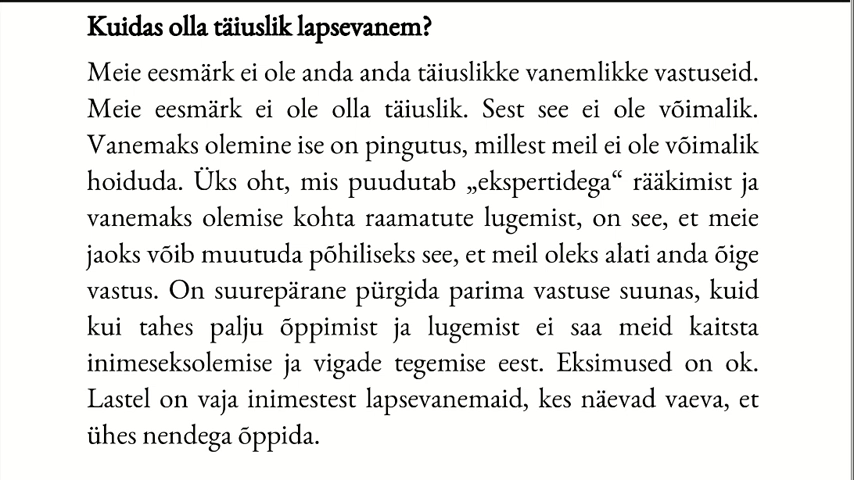 Kuidas olla täiuslik lapsevanem?
Meie eesmärk ei ole anda anda täiuslikke vanemlikke vastuseid.
Meie eesmärk ei ole olla täiuslik. Sest see ei ole võimalik.
Vanemaks olemine ise on pingutus, millest meil ei ole võimalik
hoiduda. Üks oht, mis puudutab „ekspertidega“ rääkimist ja
vanemaks olemise kohta raamatute lugemist, on see, et meie
jaoks võib muutuda põhiliseks see, et meil oleks alati anda õige
vastus. On suurepärane pürgida parima vastuse suunas, kuid
kui tahes palju õppimist ja lugemist ei saa meid kaitsta
inimeseksolemise ja vigade tegemise eest. Eksimused on ok.
Lastel on vaja inimestest lapsevanemaid, kes näevad vaeva, et
ühes nendega õppida.